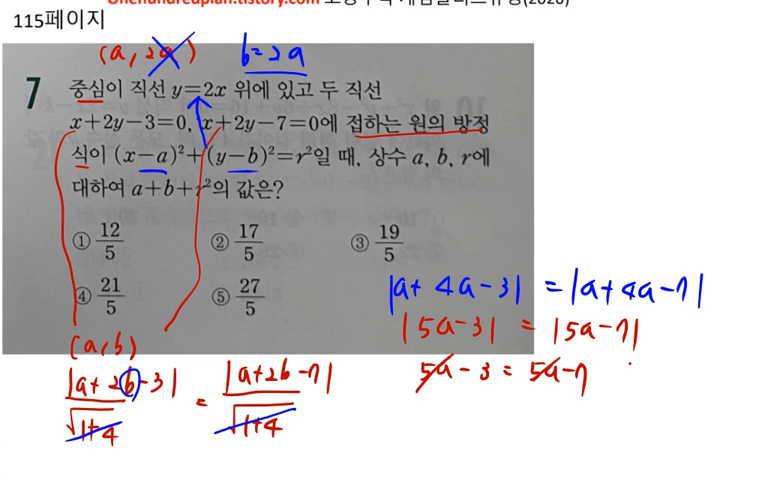 Onehundredplan.tistory.com
115페이지
(a, 2a) b=2a
7 중심이 직선 y=2x 위에 있고 두 직선
x+2y-3=0, x+2y-7=0에 접하는 원의 방정
식이 (x-a)²+(y-b)²=r²일 때, 상수 a, b, r에
대하여 a+b+r²의 값은?
① 12/5 ② 17/5 ③ 19/5
④ 21/5 ⑤ 27/5
(a, b)
|a+2b-3|/√1+4 = |a+2b-7|/√1+4
|a+4a-3| = |a+4a-7|
|5a-3| = |5a-7|
5a-3 = 5a-7